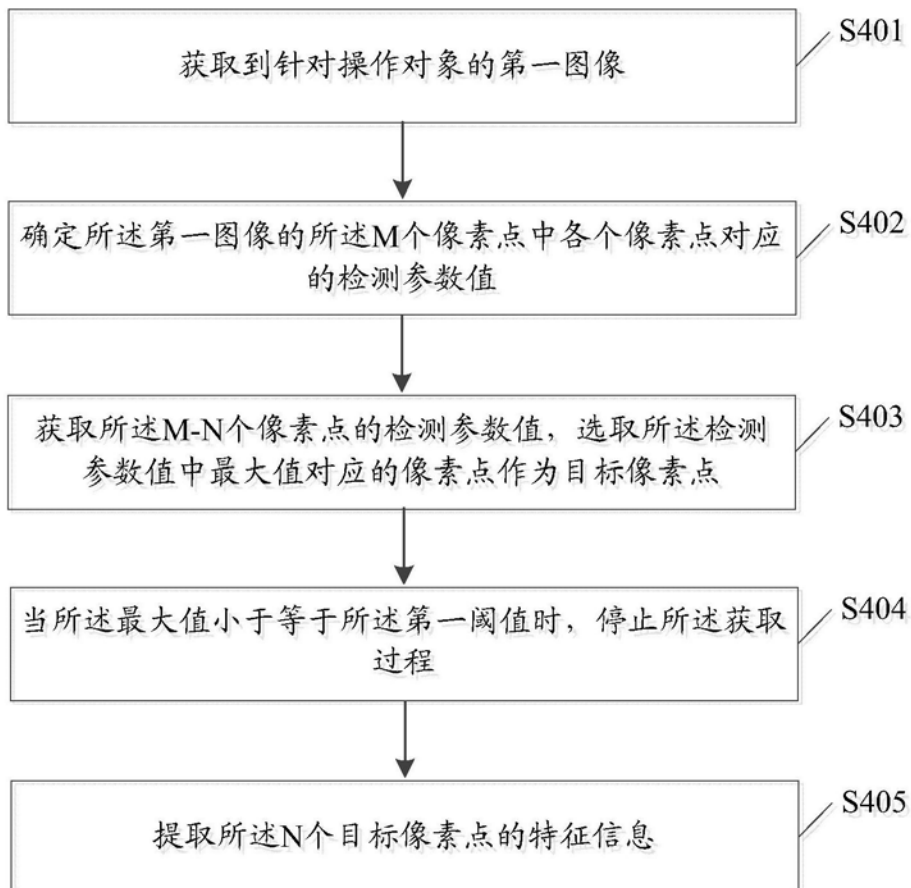 获取到针对操作对象的第一图像
S401
确定所述第一图像的所述M个像素点中各个像素点对应
的检测参数值
S402
获取所述M-N个像素点的检测参数值，选取所述检测
参数值中最大值对应的像素点作为目标像素点
S403
当所述最大值小于等于所述第一阈值时，停止所述获取
过程
S404
提取所述N个目标像素点的特征信息
S405